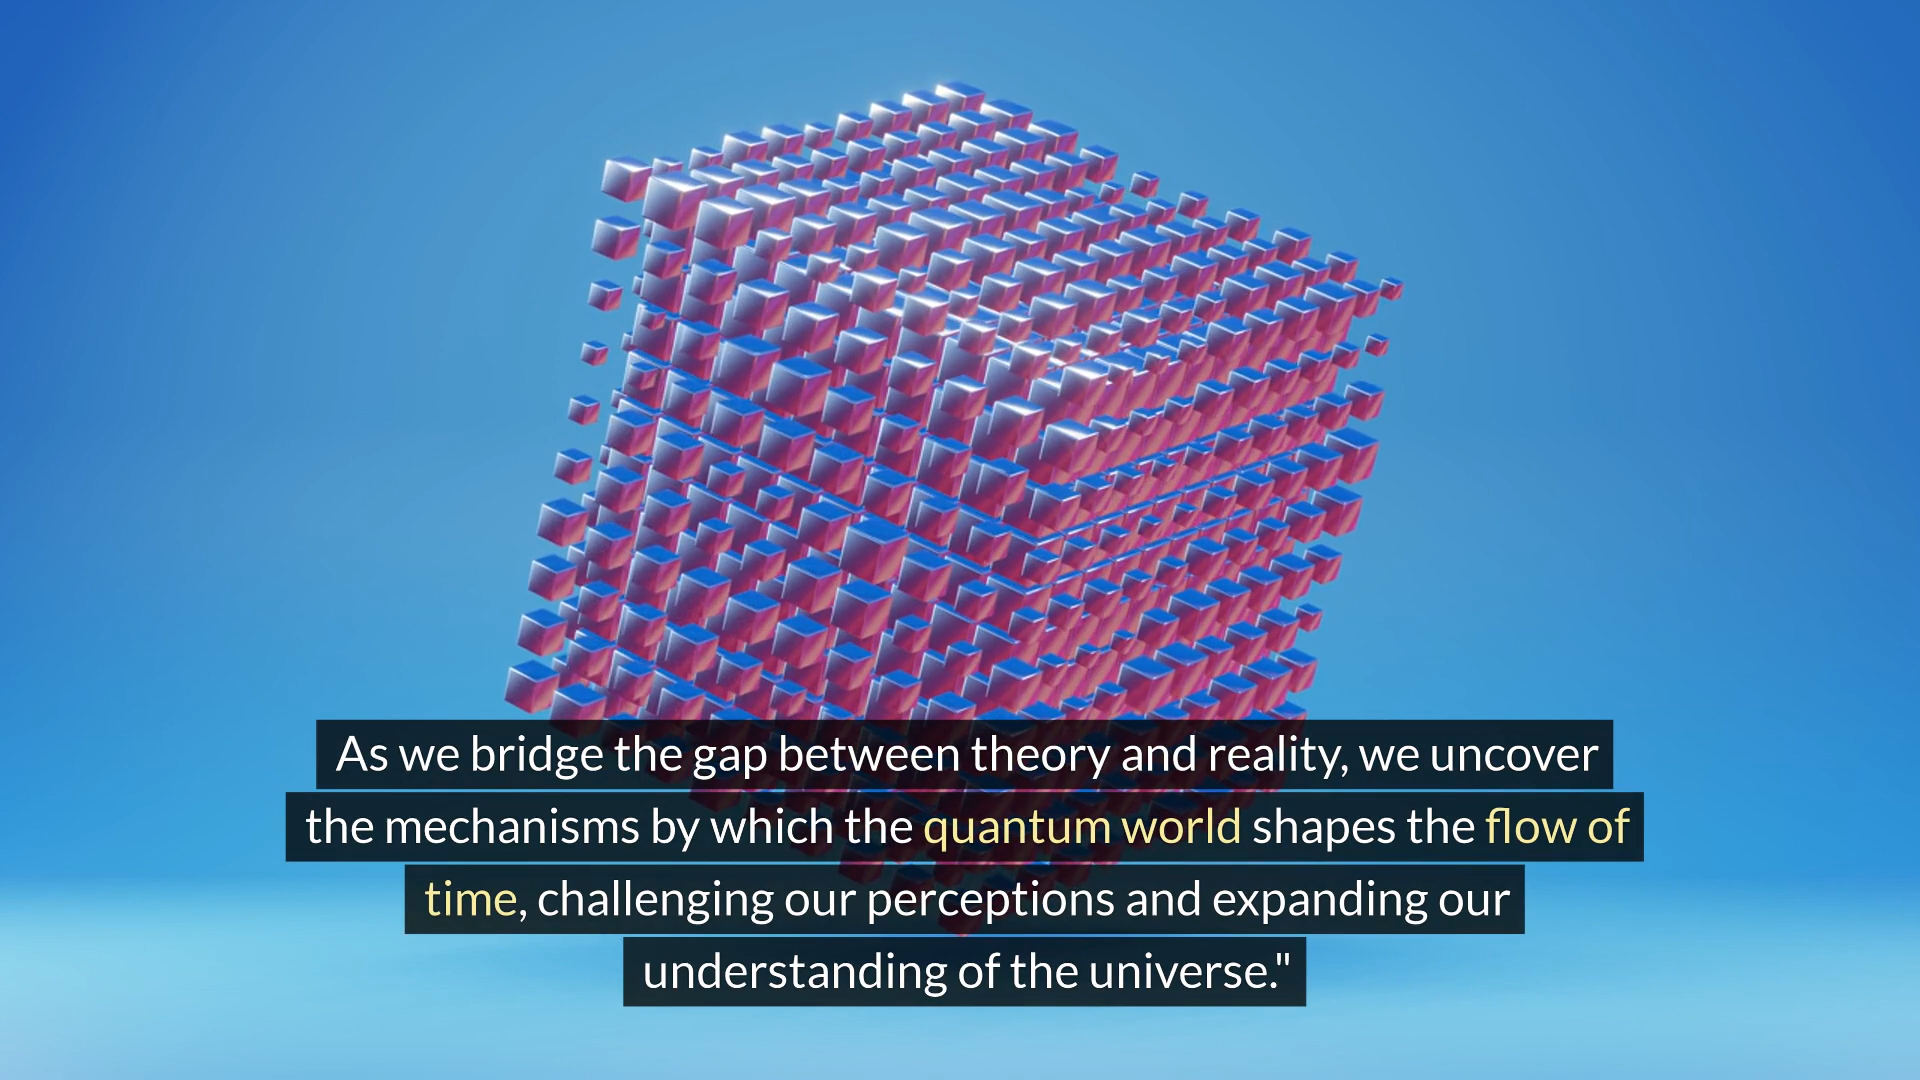 As we bridge the gap between theory and reality, we uncover
the mechanisms by which the quantum world shapes the flow of
time, challenging our perceptions and expanding our
understanding of the universe."